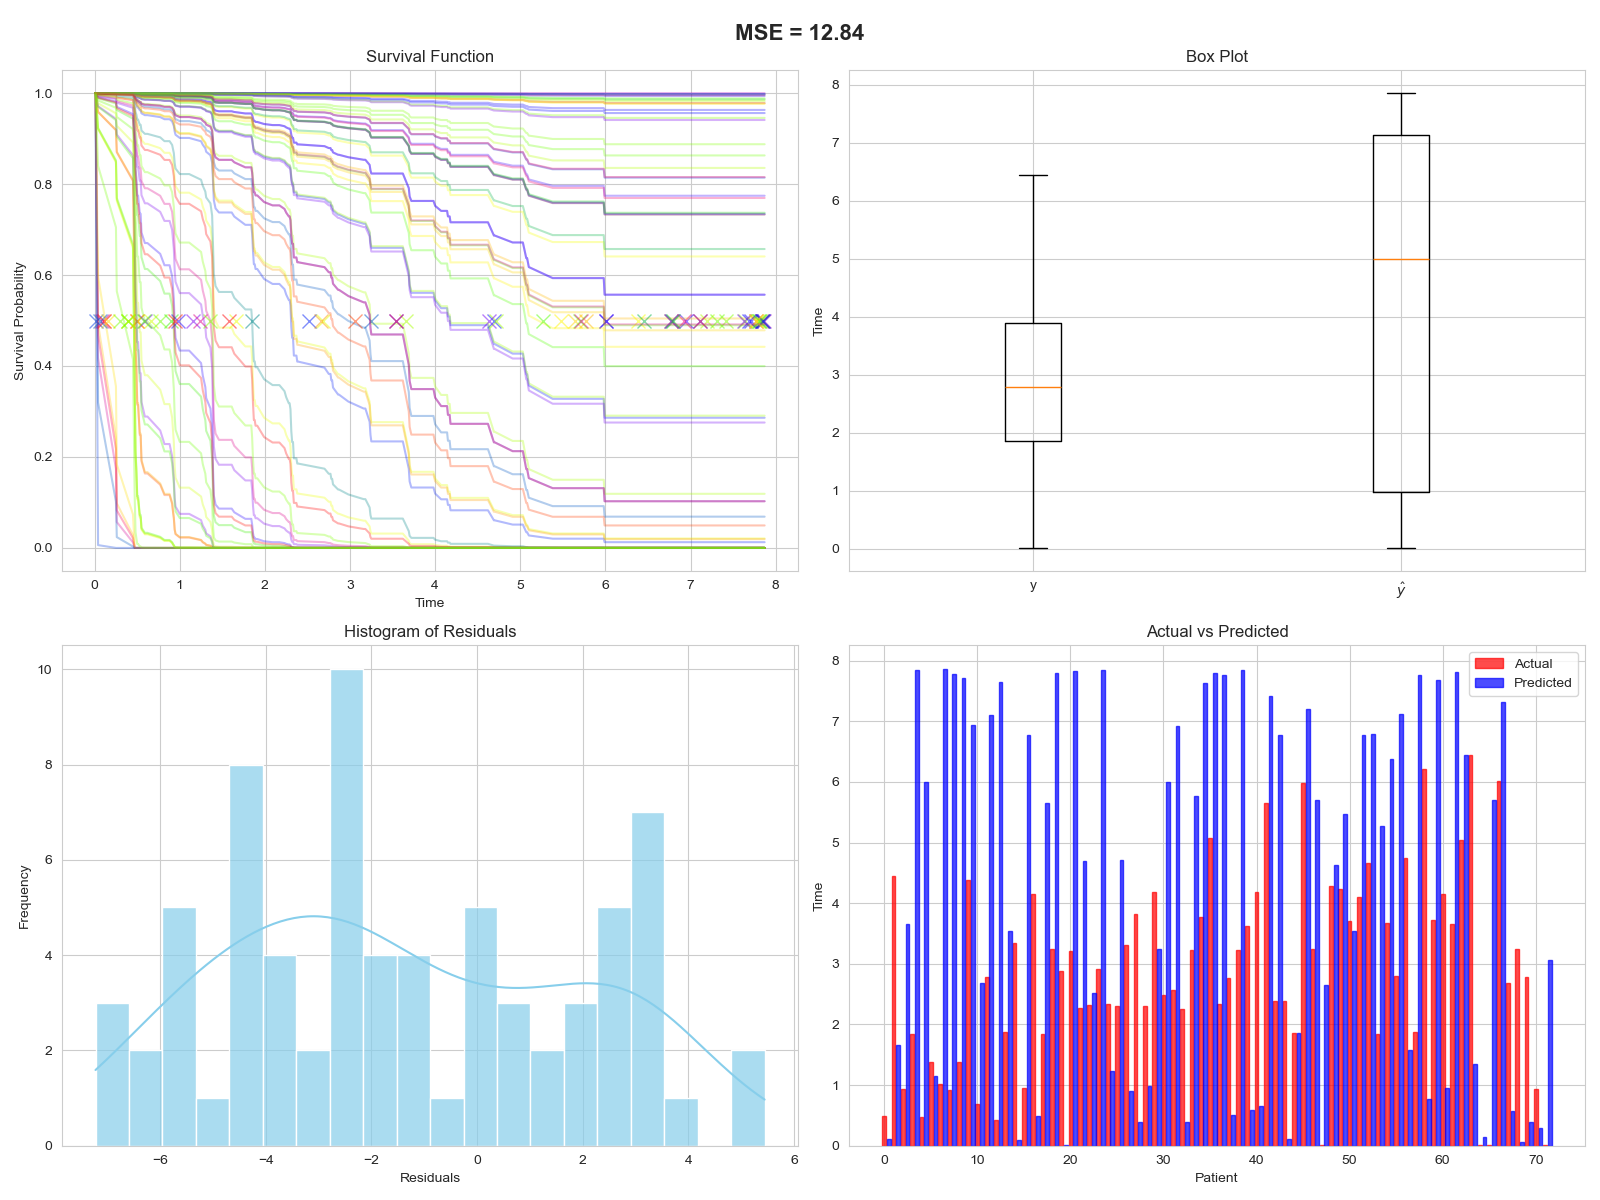 MSE = 12.84
Survival Function
Survival Probability
1.0
0.8
0.6
0.4
0.2
0.0
0 1 2 3 4 5 6 7 8
Time
Box Plot
Time
8
7
6
5
4
3
2
1
0
y ŷ
Histogram of Residuals
Frequency
10
8
6
4
2
0
−6 −4 −2 0 2 4 6
Residuals
Actual vs Predicted
Time
8
7
6
5
4
3
2
1
0
Actual
Predicted
0 10 20 30 40 50 60 70
Patient